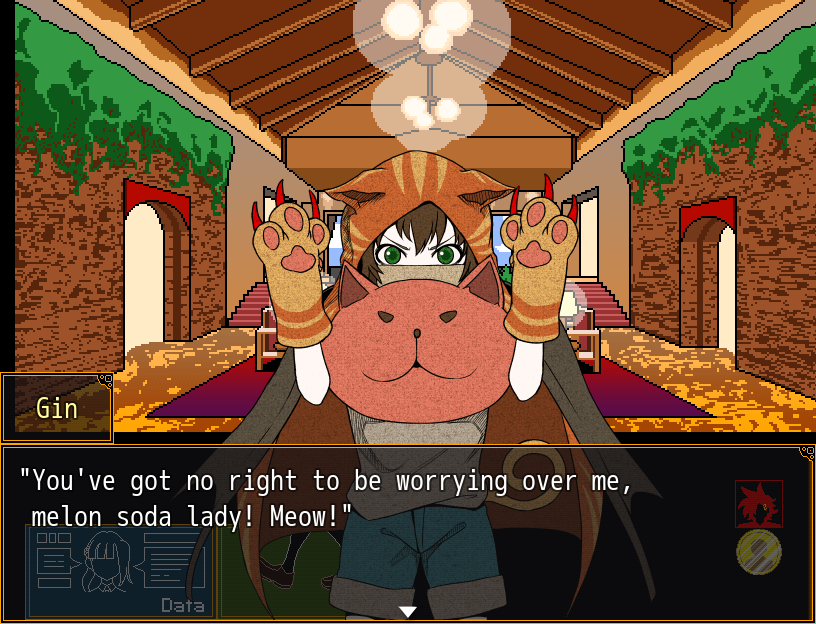 Gin
"You've got no right to be worrying over me,
melon soda lady! Meow!"
Data